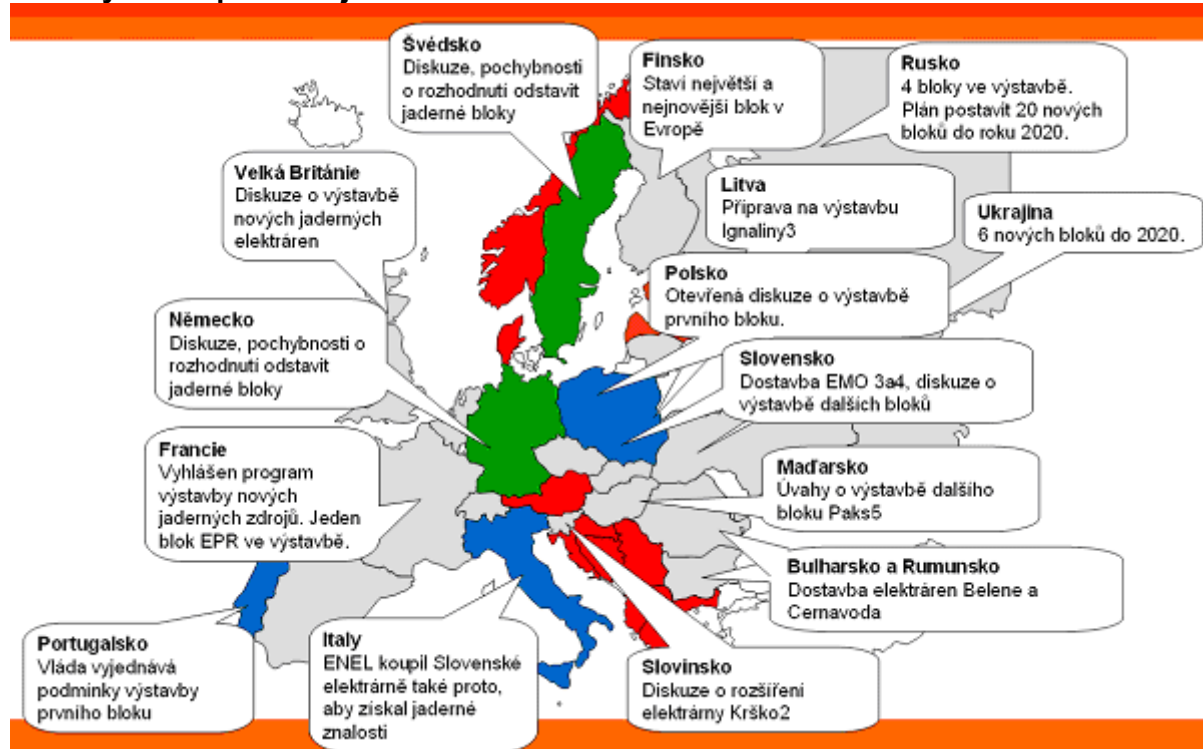 Švédsko
Diskuze, pochybnosti
o rozhodnutí odstavit
jaderné bloky
Finsko
Staví největší a
nejnovější blok v
Evropě
Rusko
4 bloky ve výstavbě.
Plán postavit 20 nových
bloků do roku 2020.
Velká Británie
Diskuze o výstavbě
nových jaderných
elektráren
Litva
Příprava na výstavbu
Ignaliny3
Ukrajina
6 nových bloků do 2020.
Polsko
Otevřená diskuze o výstavbě
prvního bloku.
Německo
Diskuze, pochybnosti o
rozhodnutí odstavit
jaderné bloky
Slovensko
Dostavba EMO 3a4, diskuze o
výstavbě dalších bloků
Francie
Vyhlášen program
výstavby nových
jaderných zdrojů. Jeden
blok EPR ve výstavbě.
Maďarsko
Úvahy o výstavbě dalšího
bloku Paks5
Bulharsko a Rumunsko
Dostavba elektráren Belene a
Cernavoda
Portugalsko
Vláda vyjednává
podmínky výstavby
prvního bloku
Italy
ENEL koupil Slovenské
elektrárně také proto,
aby získal jaderné
znalosti
Slovinsko
Diskuze o rozšíření
elektrárny Krško2